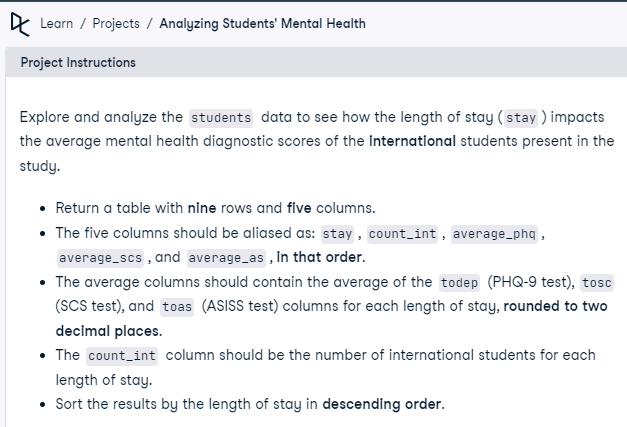 Learn / Projects / Analyzing Students' Mental Health
Project Instructions
Explore and analyze the students data to see how the length of stay ( stay ) impacts
the average mental health diagnostic scores of the international students present in the
study.
• Return a table with nine rows and five columns.
• The five columns should be aliased as: stay , count_int , average_phq ,
average_scs , and average_as , in that order.
• The average columns should contain the average of the todep (PHQ-9 test), tosc
(SCS test), and toas (ASISS test) columns for each length of stay, rounded to two
decimal places.
• The count_int column should be the number of international students for each
length of stay.
• Sort the results by the length of stay in descending order.